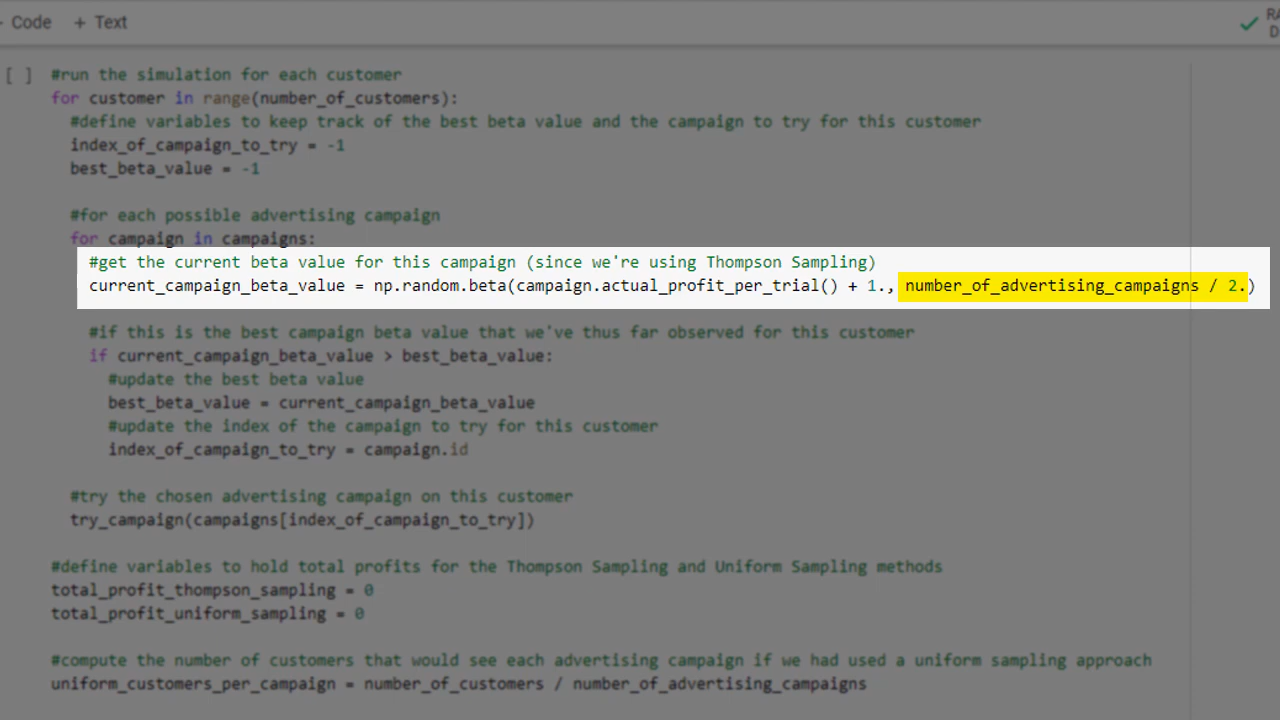 Code + Text
[ ] #run the simulation for each customer
for customer in range(number_of_customers):
#define variables to keep track of the best beta value and the campaign to try for this customer
index_of_campaign_to_try = -1
best_beta_value = -1
#for each possible advertising campaign
for campaign in campaigns:
#get the current beta value for this campaign (since we're using Thompson Sampling)
current_campaign_beta_value = np.random.beta(campaign.actual_profit_per_trial() + 1., number_of_advertising_campaigns / 2.)
#if this is the best campaign beta value that we've thus far observed for this customer
if current_campaign_beta_value > best_beta_value:
#update the best beta value
best_beta_value = current_campaign_beta_value
#update the index of the campaign to try for this customer
index_of_campaign_to_try = campaign.id
#try the chosen advertising campaign on this customer
try_campaign(campaigns[index_of_campaign_to_try])
#define variables to hold total profits for the Thompson Sampling and Uniform Sampling methods
total_profit_thompson_sampling = 0
total_profit_uniform_sampling = 0
#compute the number of customers that would see each advertising campaign if we had used a uniform sampling approach
uniform_customers_per_campaign = number_of_customers / number_of_advertising_campaigns